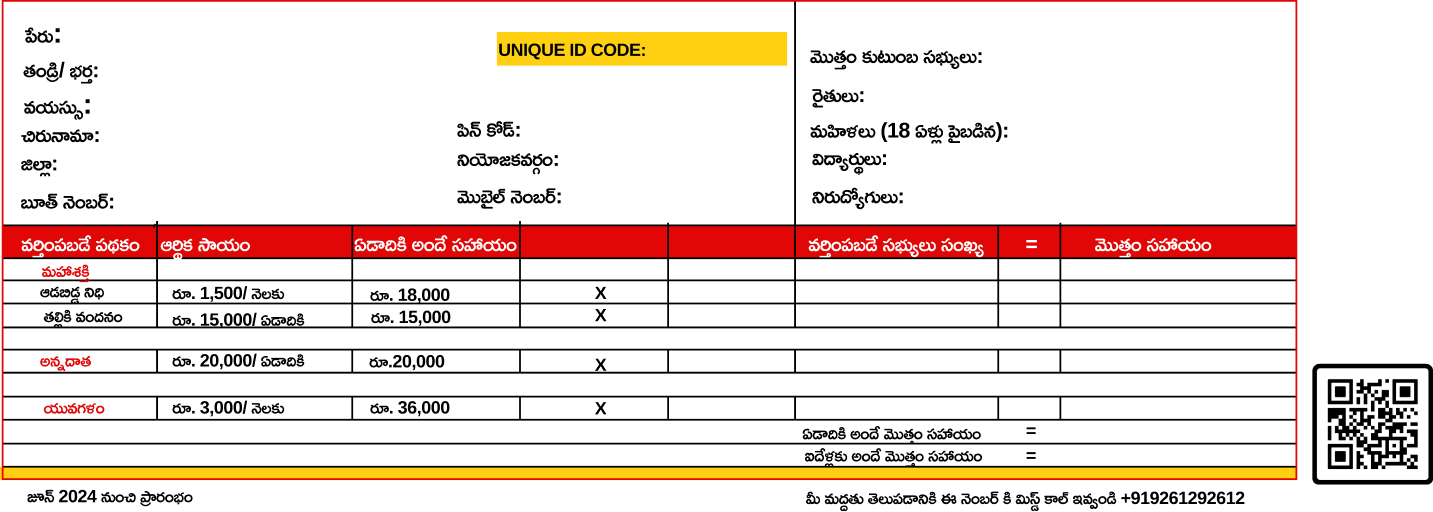 పేరు:
తండ్రి/ భర్త:
వయస్సు:
చిరునామా:
జిల్లా:
బూత్ నెంబర్:
UNIQUE ID CODE:
పిన్ కోడ్:
నియోజకవర్గం:
మొబైల్ నెంబర్:
మొత్తం కుటుంబ సభ్యులు:
రైతులు:
మహిళలు (18 ఏళ్లు పైబడిన):
విద్యార్థులు:
నిరుద్యోగులు:
వర్తింపబడే పథకం ఆర్థిక సాయం ఏడాదికి అందే సహాయం వర్తింపబడే సభ్యులు సంఖ్య = మొత్తం సహాయం
మహాశక్తి
ఆడబిడ్డ నిధి రూ. 1,500/ నెలకు రూ. 18,000 X
తల్లికి వందనం రూ. 15,000/ ఏడాదికి రూ. 15,000 X
అన్నదాత రూ. 20,000/ ఏడాదికి రూ.20,000 X
యువగళం రూ. 3,000/ నెలకు రూ. 36,000 X
ఏడాదికి అందే మొత్తం సహాయం =
ఐదేళ్లకు అందే మొత్తం సహాయం =
జూన్ 2024 నుంచి ప్రారంభం
మీ మద్దతు తెలుపడానికి ఈ నెంబర్ కి మిస్డ్ కాల్ ఇవ్వండి +919261292612